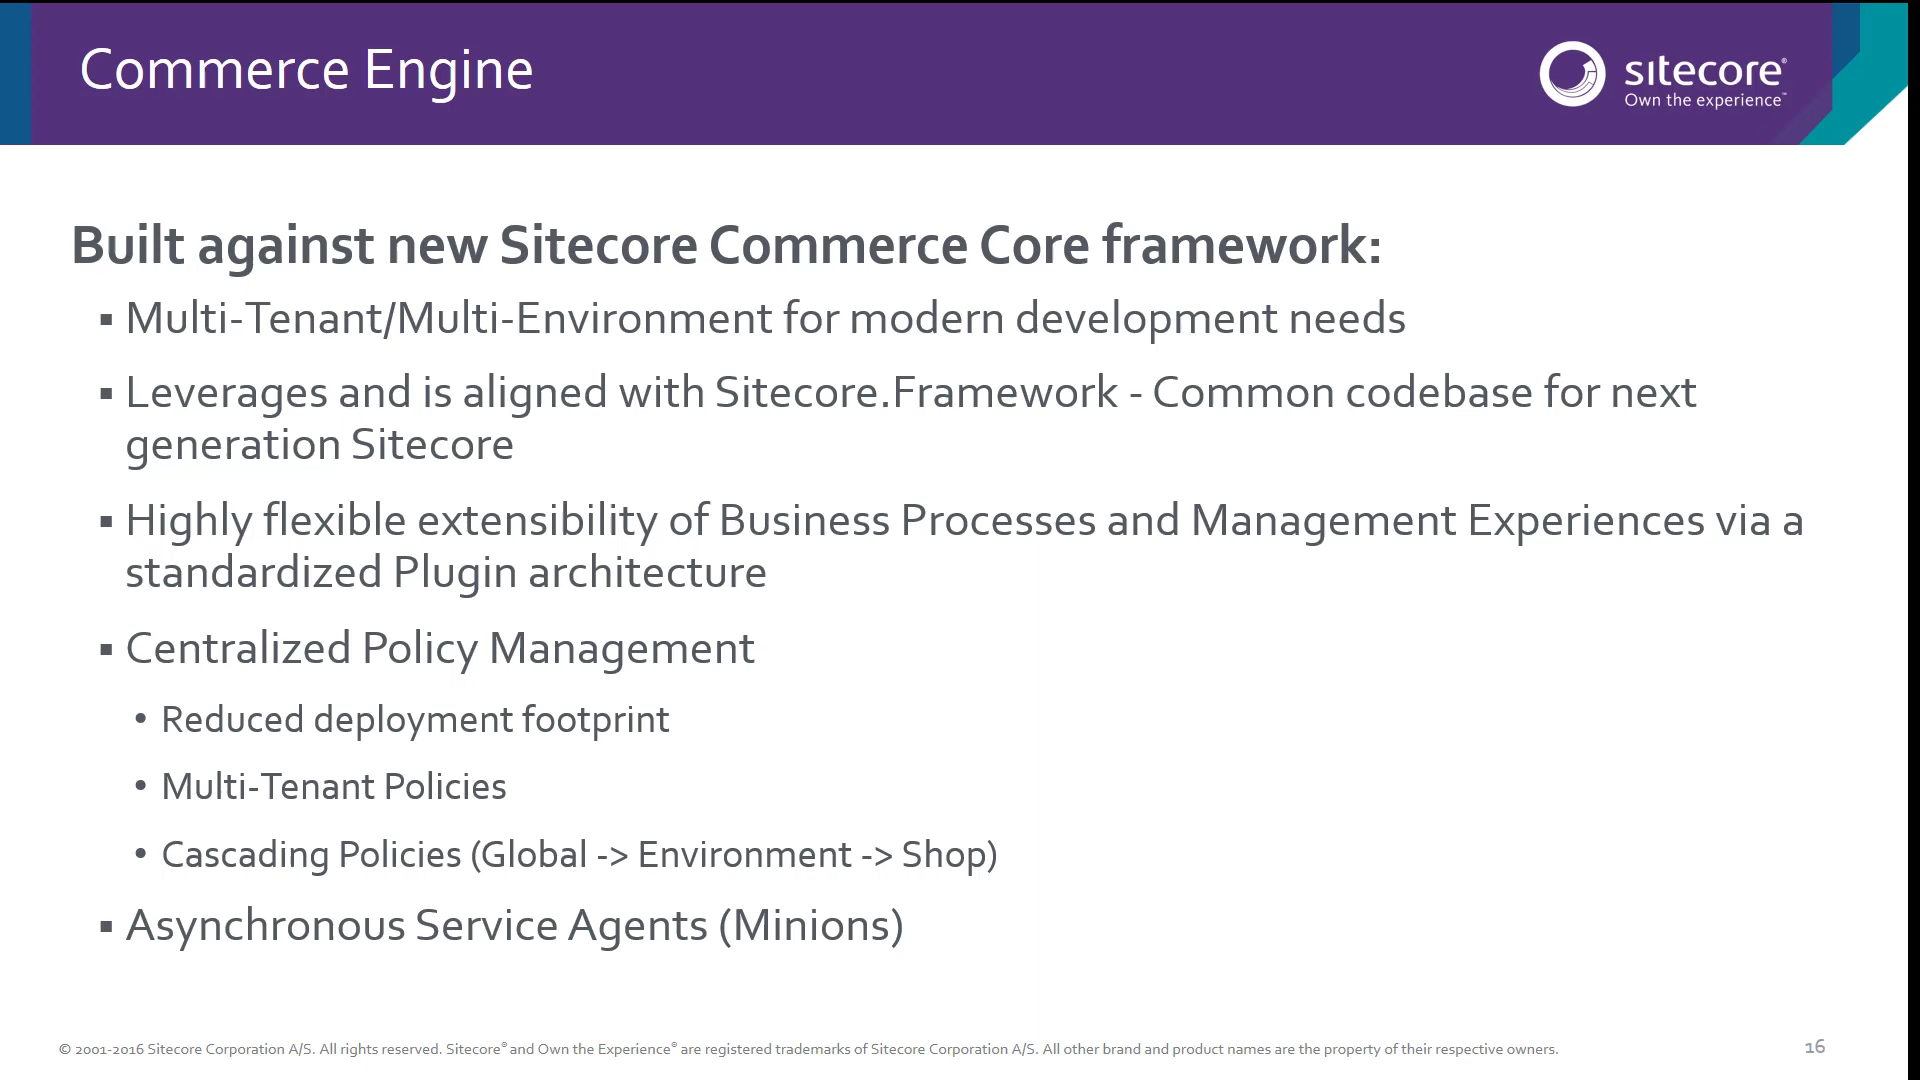 Commerce Engine
sitecore®
Own the experience™
Built against new Sitecore Commerce Core framework:
▪ Multi-Tenant/Multi-Environment for modern development needs
▪ Leverages and is aligned with Sitecore.Framework - Common codebase for next
generation Sitecore
▪ Highly flexible extensibility of Business Processes and Management Experiences via a
standardized Plugin architecture
▪ Centralized Policy Management
• Reduced deployment footprint
• Multi-Tenant Policies
• Cascading Policies (Global -> Environment -> Shop)
▪ Asynchronous Service Agents (Minions)
© 2001-2016 Sitecore Corporation A/S. All rights reserved. Sitecore® and Own the Experience® are registered trademarks of Sitecore Corporation A/S. All other brand and product names are the property of their respective owners.
16